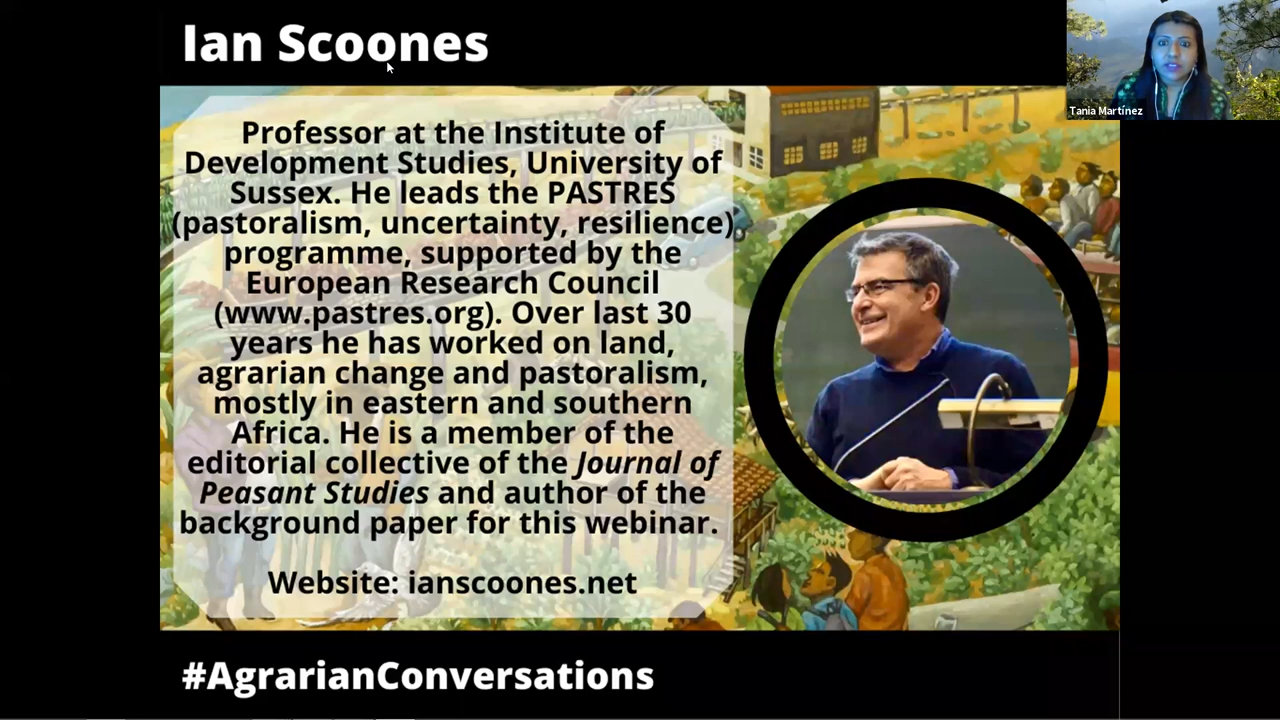 Ian Scoones
Tania Martínez
Professor at the Institute of
Development Studies, University of
Sussex. He leads the PASTRES
(pastoralism, uncertainty, resilience)
programme, supported by the
European Research Council
(www.pastres.org). Over last 30
years he has worked on land,
agrarian change and pastoralism,
mostly in eastern and southern
Africa. He is a member of the
editorial collective of the Journal of
Peasant Studies and author of the
background paper for this webinar.
Website: ianscoones.net
#AgrarianConversations